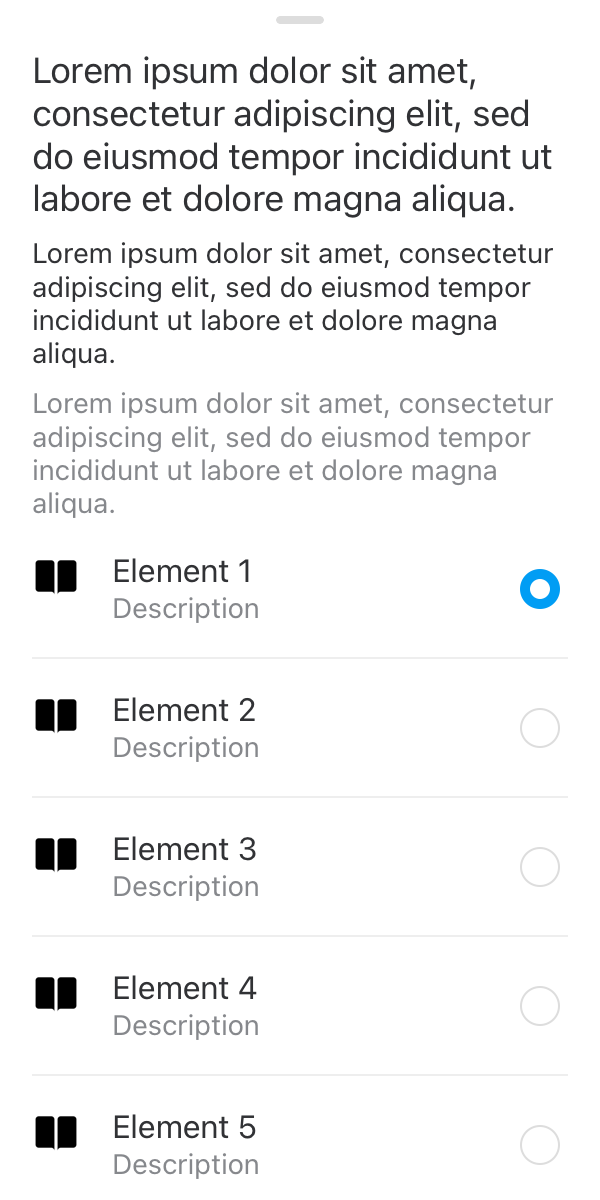 Lorem ipsum dolor sit amet,
consectetur adipiscing elit, sed
do eiusmod tempor incididunt ut
labore et dolore magna aliqua.
Lorem ipsum dolor sit amet, consectetur
adipiscing elit, sed do eiusmod tempor
incididunt ut labore et dolore magna
aliqua.
Lorem ipsum dolor sit amet, consectetur
adipiscing elit, sed do eiusmod tempor
incididunt ut labore et dolore magna
aliqua.
Element 1
Description
Element 2
Description
Element 3
Description
Element 4
Description
Element 5
Description